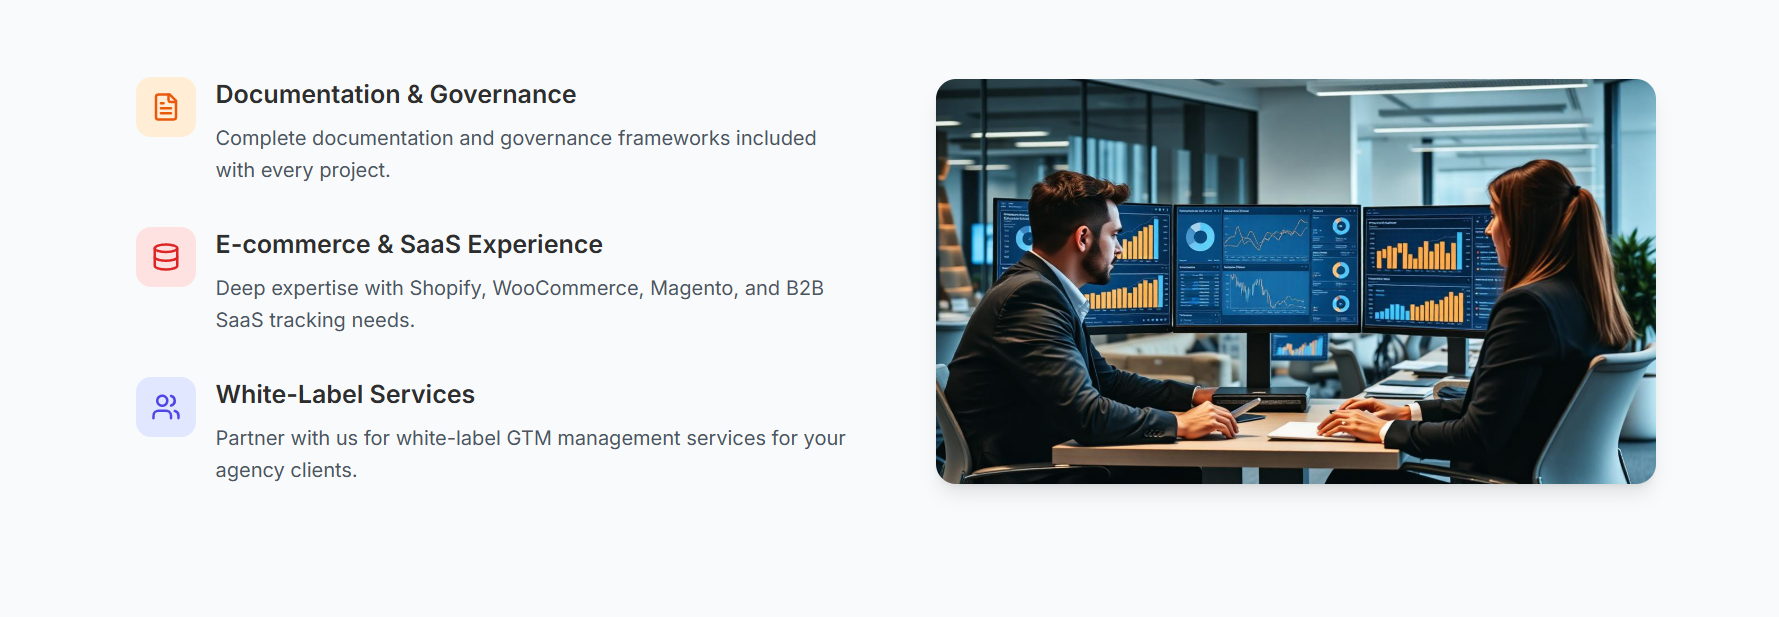 Documentation & Governance
Complete documentation and governance frameworks included
with every project.
E-commerce & SaaS Experience
Deep expertise with Shopify, WooCommerce, Magento, and B2B
SaaS tracking needs.
White-Label Services
Partner with us for white-label GTM management services for your
agency clients.